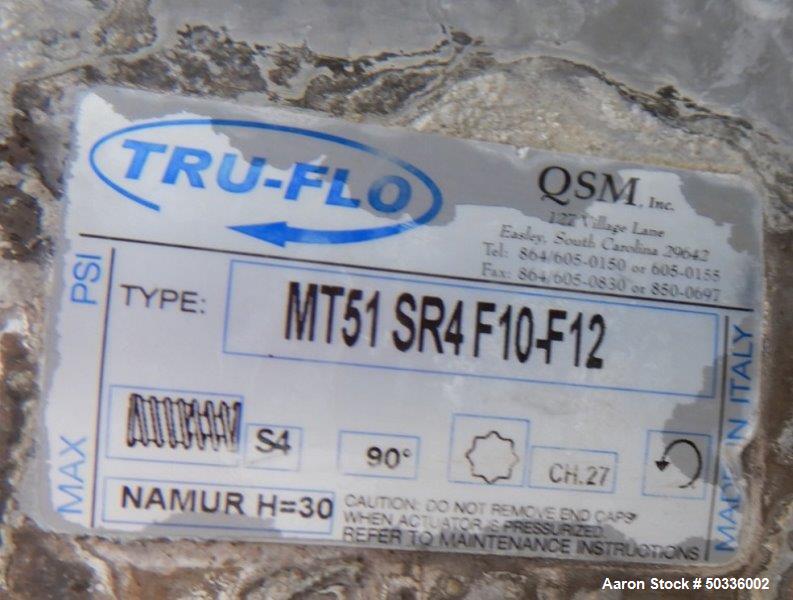 TRU-FLO
QSM, Inc.
127 Village Lane
Easley, South Carolina 29642
Tel: 864/605-0150 or 605-0155
Fax: 864/605-0830 or 850-0697
MAX PSI
TYPE: MT51 SR4 F10-F12
MADE IN ITALY
S4 90° CH.27
NAMUR H=30
CAUTION: DO NOT REMOVE END CAPS
WHEN ACTUATOR IS PRESSURIZED.
REFER TO MAINTENANCE INSTRUCTIONS
Aaron Stock # 50336002